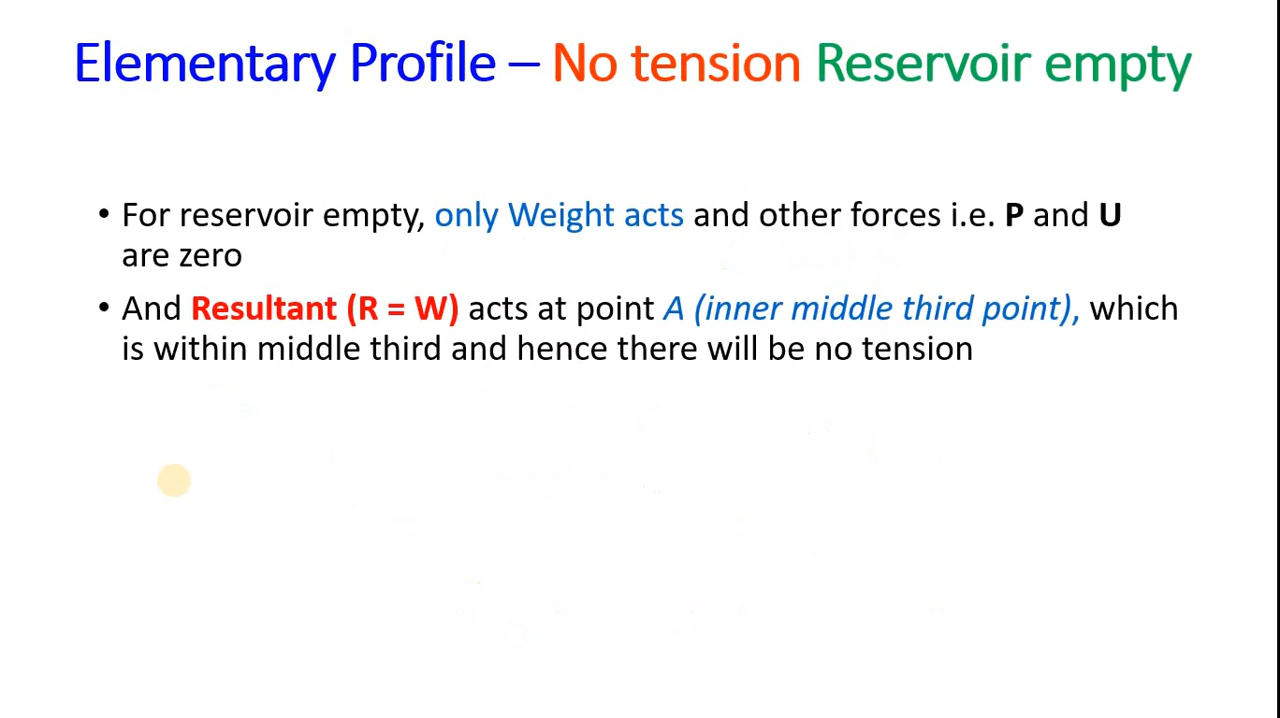 Elementary Profile – No tension Reservoir empty
• For reservoir empty, only Weight acts and other forces i.e. P and U
are zero
• And Resultant (R = W) acts at point A (inner middle third point), which
is within middle third and hence there will be no tension